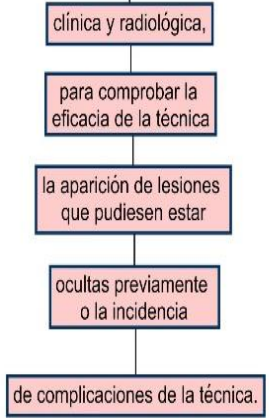 clínica y radiológica,
para comprobar la
eficacia de la técnica
la aparición de lesiones
que pudiesen estar
ocultas previamente
o la incidencia
de complicaciones de la técnica.